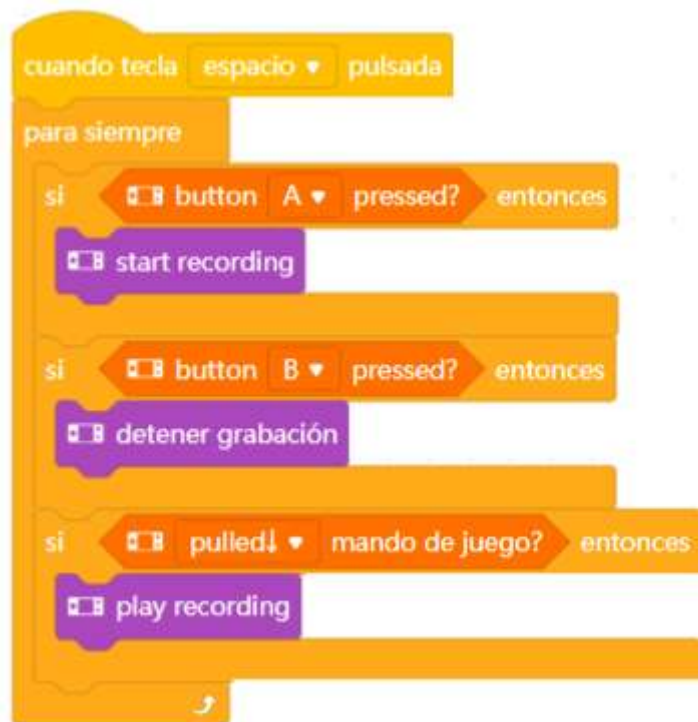 cuando tecla espacio pulsada
para siempre
si button A pressed? entonces
start recording
si button B pressed? entonces
detener grabación
si pulled↓ mando de juego? entonces
play recording